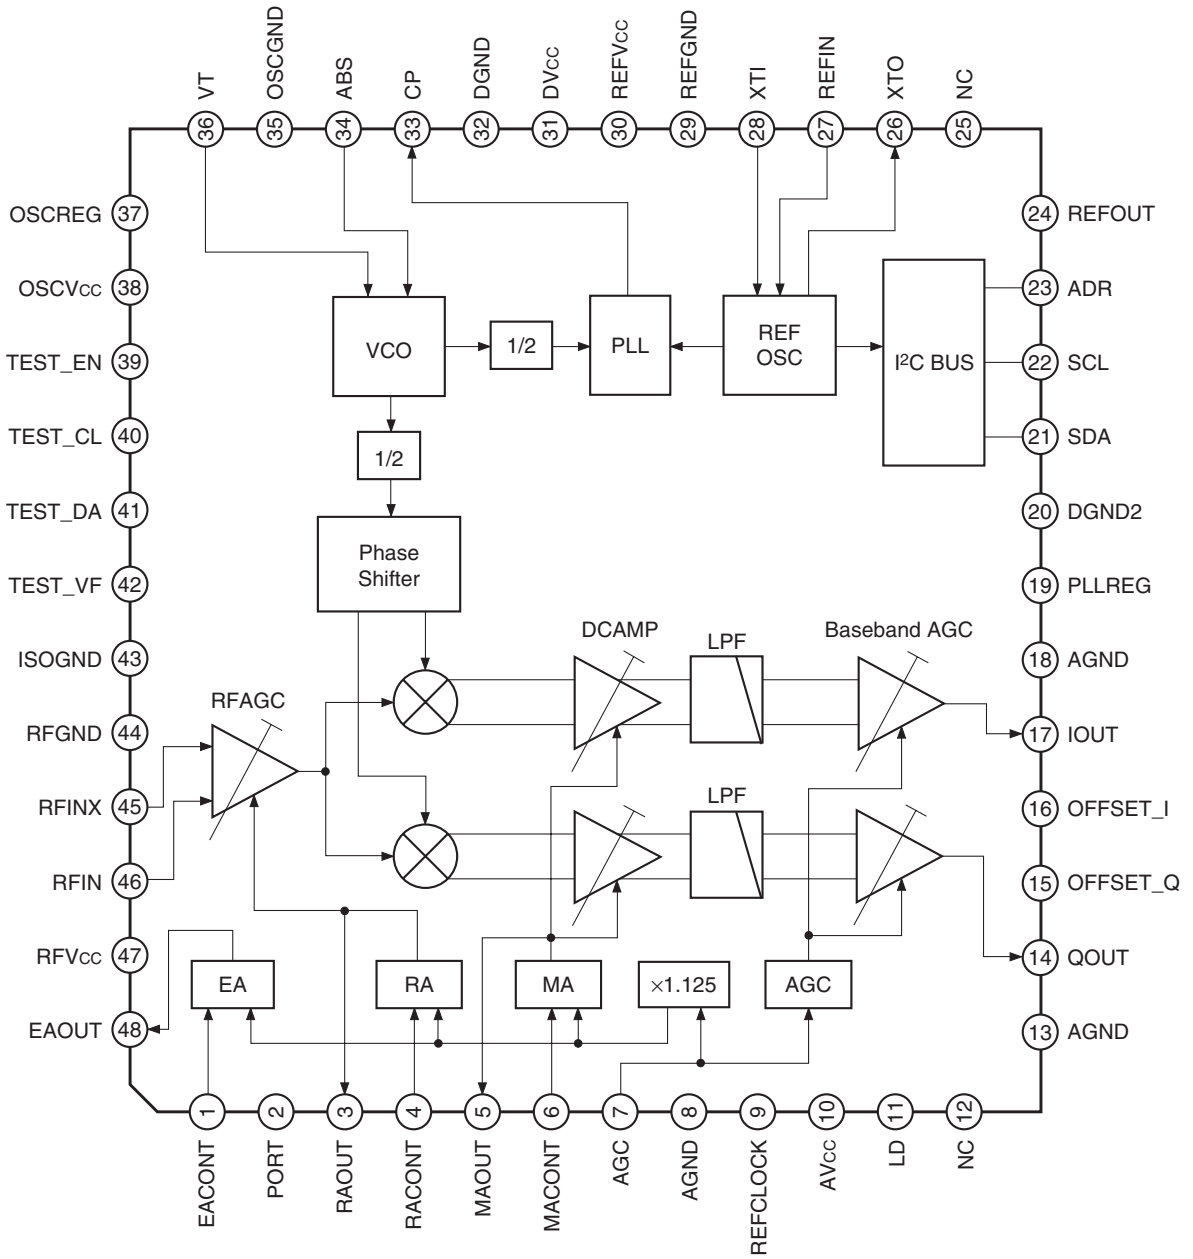 VT
OSCGND
ABS
CP
DGND
DVCC
REFVCC
REFGND
XTI
REFIN
XTO
NC
36
35
34
33
32
31
30
29
28
27
26
25
OSCREG 37
24 REFOUT
OSCVCC 38
23 ADR
TEST_EN 39
22 SCL
TEST_CL 40
21 SDA
TEST_DA 41
20 DGND2
TEST_VF 42
19 PLLREG
ISOGND 43
18 AGND
RFGND 44
17 IOUT
RFINX 45
16 OFFSET_I
RFIN 46
15 OFFSET_Q
RFVCC 47
14 QOUT
EAOUT 48
13 AGND
VCO
1/2
PLL
REF
OSC
I²C BUS
1/2
Phase
Shifter
DCAMP
LPF
Baseband AGC
RFAGC
LPF
EA
RA
MA
×1.125
AGC
1
2
3
4
5
6
7
8
9
10
11
12
EACONT
PORT
RAOUT
RACONT
MAOUT
MACONT
AGC
AGND
REFCLOCK
AVCC
LD
NC